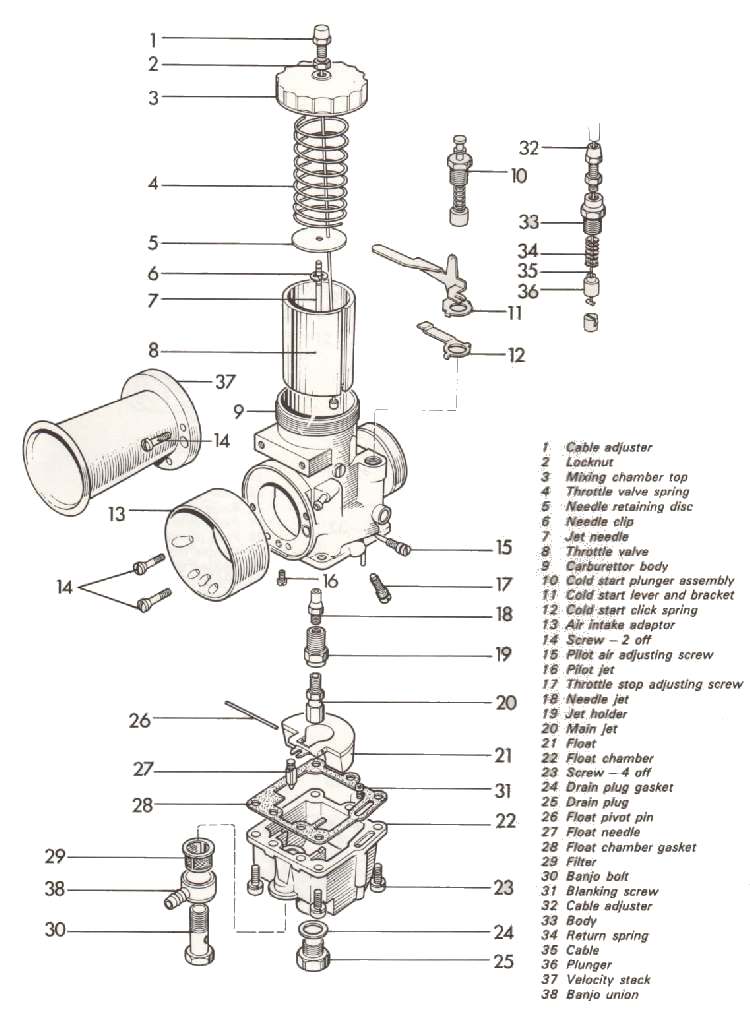 1
2
3
4
5
6
7
8
37
9
14
13
14
10
11
12
32
33
34
35
36
15
16
17
18
19
20
26
21
27
31
28
22
29
38
23
30
24
25
1 Cable adjuster
2 Locknut
3 Mixing chamber top
4 Throttle valve spring
5 Needle retaining disc
6 Needle clip
7 Jet needle
8 Throttle valve
9 Carburettor body
10 Cold start plunger assembly
11 Cold start lever and bracket
12 Cold start click spring
13 Air intake adaptor
14 Screw – 2 off
15 Pilot air adjusting screw
16 Pilot jet
17 Throttle stop adjusting screw
18 Needle jet
19 Jet holder
20 Main jet
21 Float
22 Float chamber
23 Screw – 4 off
24 Drain plug gasket
25 Drain plug
26 Float pivot pin
27 Float needle
28 Float chamber gasket
29 Filter
30 Banjo bolt
31 Blanking screw
32 Cable adjuster
33 Body
34 Return spring
35 Cable
36 Plunger
37 Velocity stack
38 Banjo union